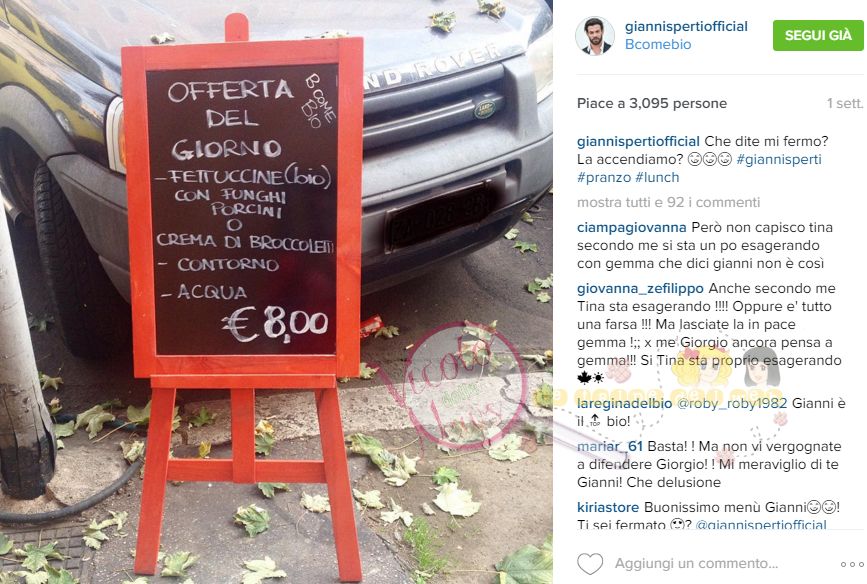 OFFERTA
DEL
GIORNO
B COME
BIO
- FETTUCCINE (bio)
CON FUNGHI
PORCINI
O
CREMA DI BROCCOLETTI
- CONTORNO
- ACQUA
€ 8,00
ND ROVER
giannispertiofficial
Bcomebio
SEGUI GIÀ
Piace a 3,095 persone
1 sett.
giannispertiofficial Che dite mi fermo?
La accendiamo? #giannisperti
#pranzo #lunch
mostra tutti e 92 i commenti
ciampagiovanna Però non capisco tina
secondo me si sta un po esagerando
con gemma che dici gianni non è così
giovanna_zefilippo Anche secondo me
Tina sta esagerando !!!! Oppure e' tutto
una farsa !!! Ma lasciate la in pace
gemma !;; x me Giorgio ancora pensa a
gemma!!! Si Tina sta proprio esagerando
lareginadelbio @roby_roby1982 Gianni è
il 🔝 bio!
mariar_61 Basta! ! Ma non vi vergognate
a difendere Giorgio! ! Mi meraviglio di te
Gianni! Che delusione
kiriastore Buonissimo menù Gianni!
Ti sei fermato ? @giannispertiofficial
Aggiungi un commento...